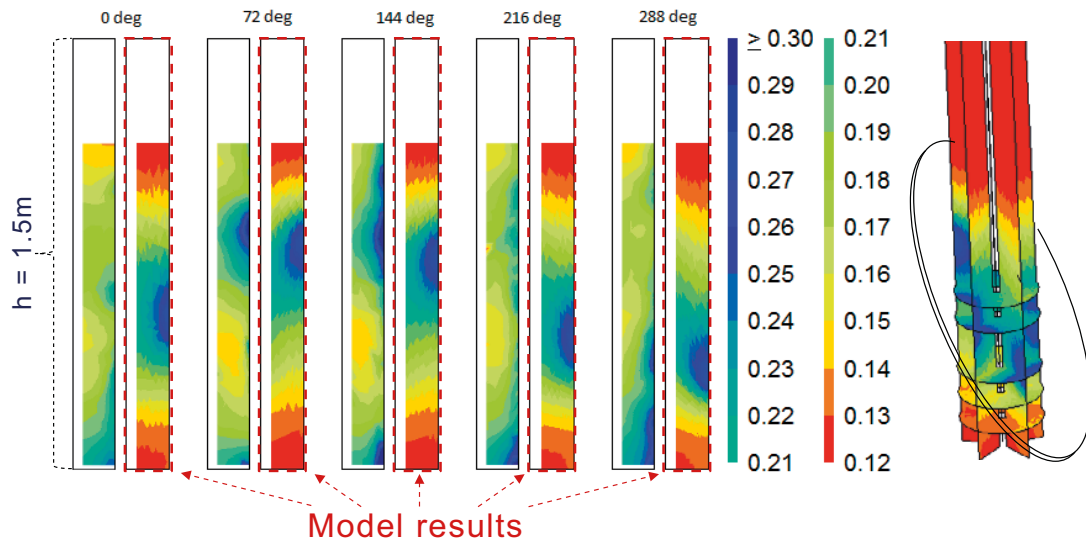 0 deg
72 deg
144 deg
216 deg
288 deg
h = 1.5m
≥ 0.30
0.29
0.28
0.27
0.26
0.25
0.24
0.23
0.22
0.21
0.21
0.20
0.19
0.18
0.17
0.16
0.15
0.14
0.13
0.12
Model results